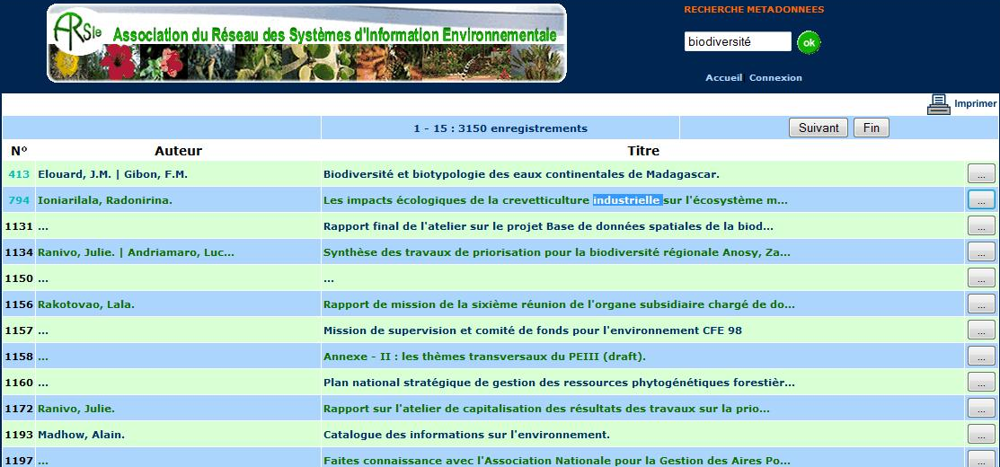 RECHERCHE METADONNEES
ARSIe Association du Réseau des Systèmes d'Information Environnementale
biodiversité ok
Accueil Connexion
Imprimer
1 - 15 : 3150 enregistrements Suivant Fin
N° Auteur Titre
413 Elouard, J.M. | Gibon, F.M. Biodiversité et biotypologie des eaux continentales de Madagascar. ...
794 Ioniarilala, Radonirina. Les impacts écologiques de la crevetticulture industrielle sur l'écosystème m... ...
1131 ... Rapport final de l'atelier sur le projet Base de données spatiales de la biod... ...
1134 Ranivo, Julie. | Andriamaro, Luc... Synthèse des travaux de priorisation pour la biodiversité régionale Anosy, Za... ...
1150 ... ... ...
1156 Rakotovao, Lala. Rapport de mission de la sixième réunion de l'organe subsidiaire chargé de do... ...
1157 ... Mission de supervision et comité de fonds pour l'environnement CFE 98 ...
1158 ... Annexe - II : les thèmes transversaux du PEIII (draft). ...
1160 ... Plan national stratégique de gestion des ressources phytogénétiques forestièr... ...
1172 Ranivo, Julie. Rapport sur l'atelier de capitalisation des résultats des travaux sur la prio... ...
1193 Madhow, Alain. Catalogue des informations sur l'environnement. ...
1197 ... Faites connaissance avec l'Association Nationale pour la Gestion des Aires Po... ...